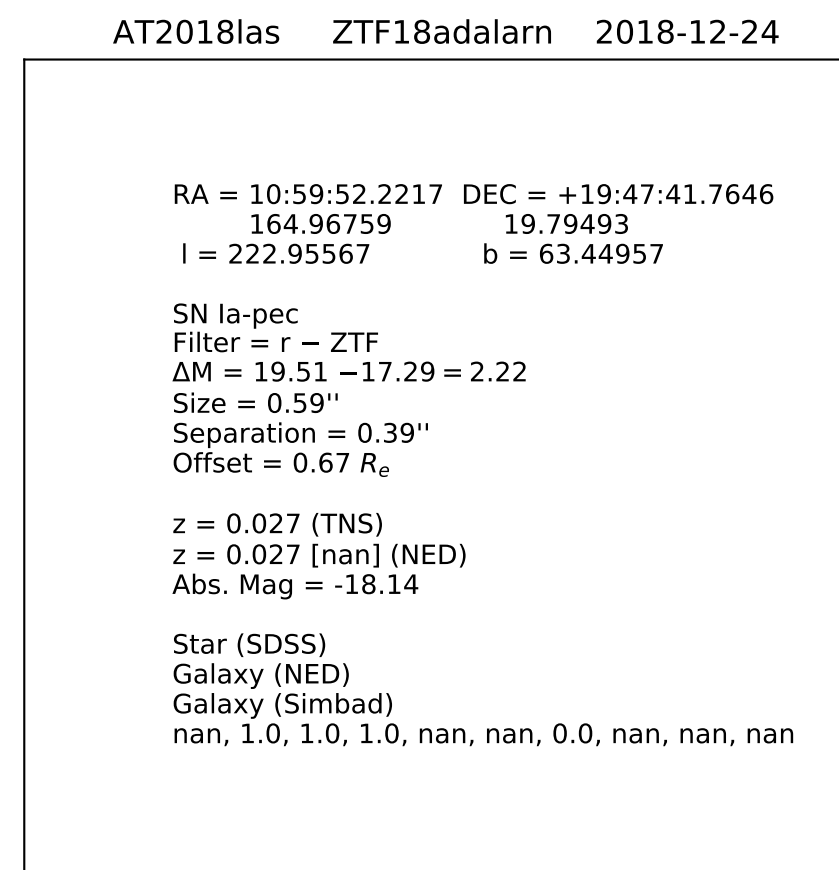 AT2018las ZTF18adalarn 2018-12-24
RA = 10:59:52.2217 DEC = +19:47:41.7646
164.96759 19.79493
l = 222.95567 b = 63.44957
SN Ia-pec
Filter = r − ZTF
ΔM = 19.51 −17.29 = 2.22
Size = 0.59''
Separation = 0.39''
Offset = 0.67 Rₑ
z = 0.027 (TNS)
z = 0.027 [nan] (NED)
Abs. Mag = -18.14
Star (SDSS)
Galaxy (NED)
Galaxy (Simbad)
nan, 1.0, 1.0, 1.0, nan, nan, 0.0, nan, nan, nan